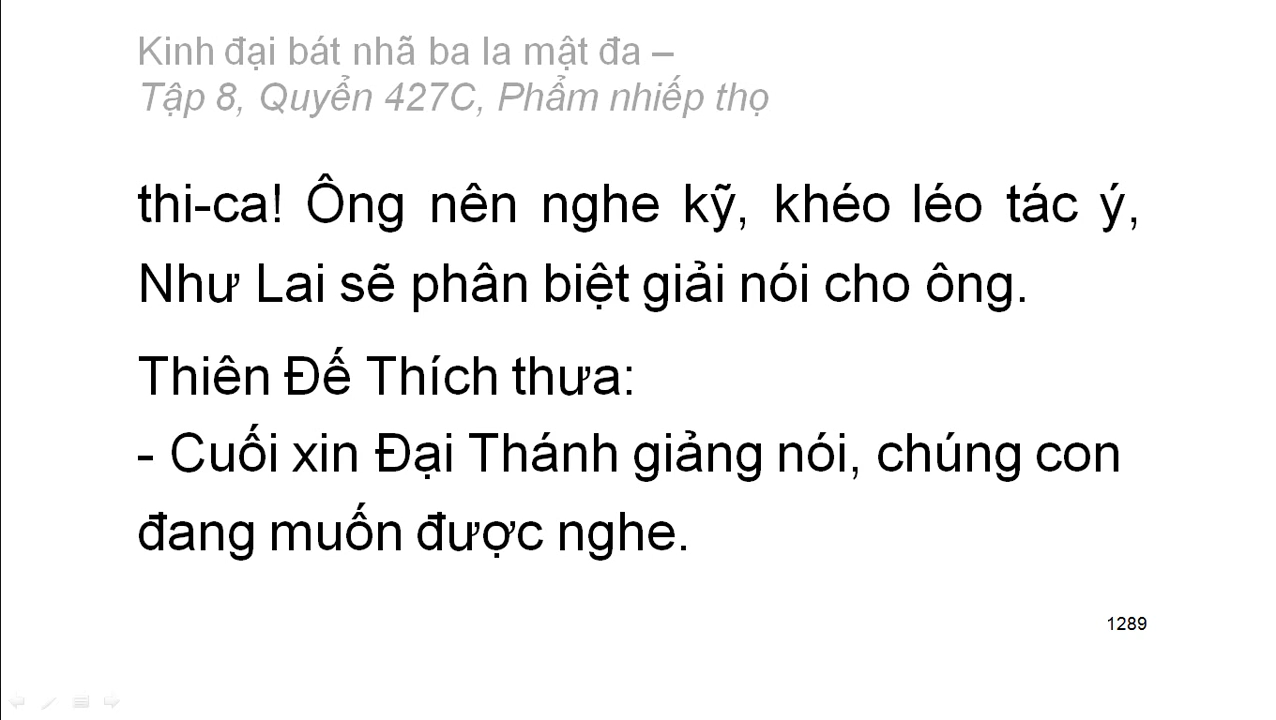 Kinh đại bát nhã ba la mật đa –
Tập 8, Quyển 427C, Phẩm nhiếp thọ
thi-ca! Ông nên nghe kỹ, khéo léo tác ý,
Như Lai sẽ phân biệt giải nói cho ông.
Thiên Đế Thích thưa:
- Cuối xin Đại Thánh giảng nói, chúng con
đang muốn được nghe.
1289